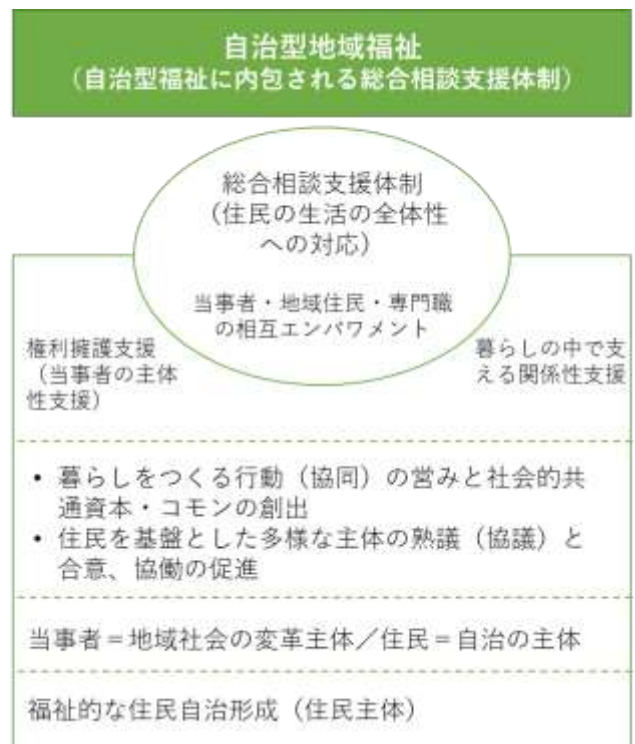 自治型地域福祉
（自治型福祉に内包される総合相談支援体制）
総合相談支援体制
（住民の生活の全体性
への対応）
当事者・地域住民・専門職
の相互エンパワメント
権利擁護支援
（当事者の主体
性支援）
暮らしの中で支
える関係性支援
• 暮らしをつくる行動（協同）の営みと社会的共
通資本・コモンの創出
• 住民を基盤とした多様な主体の熟議（協議）と
合意、協働の促進
当事者＝地域社会の変革主体／住民＝自治の主体
福祉的な住民自治形成（住民主体）